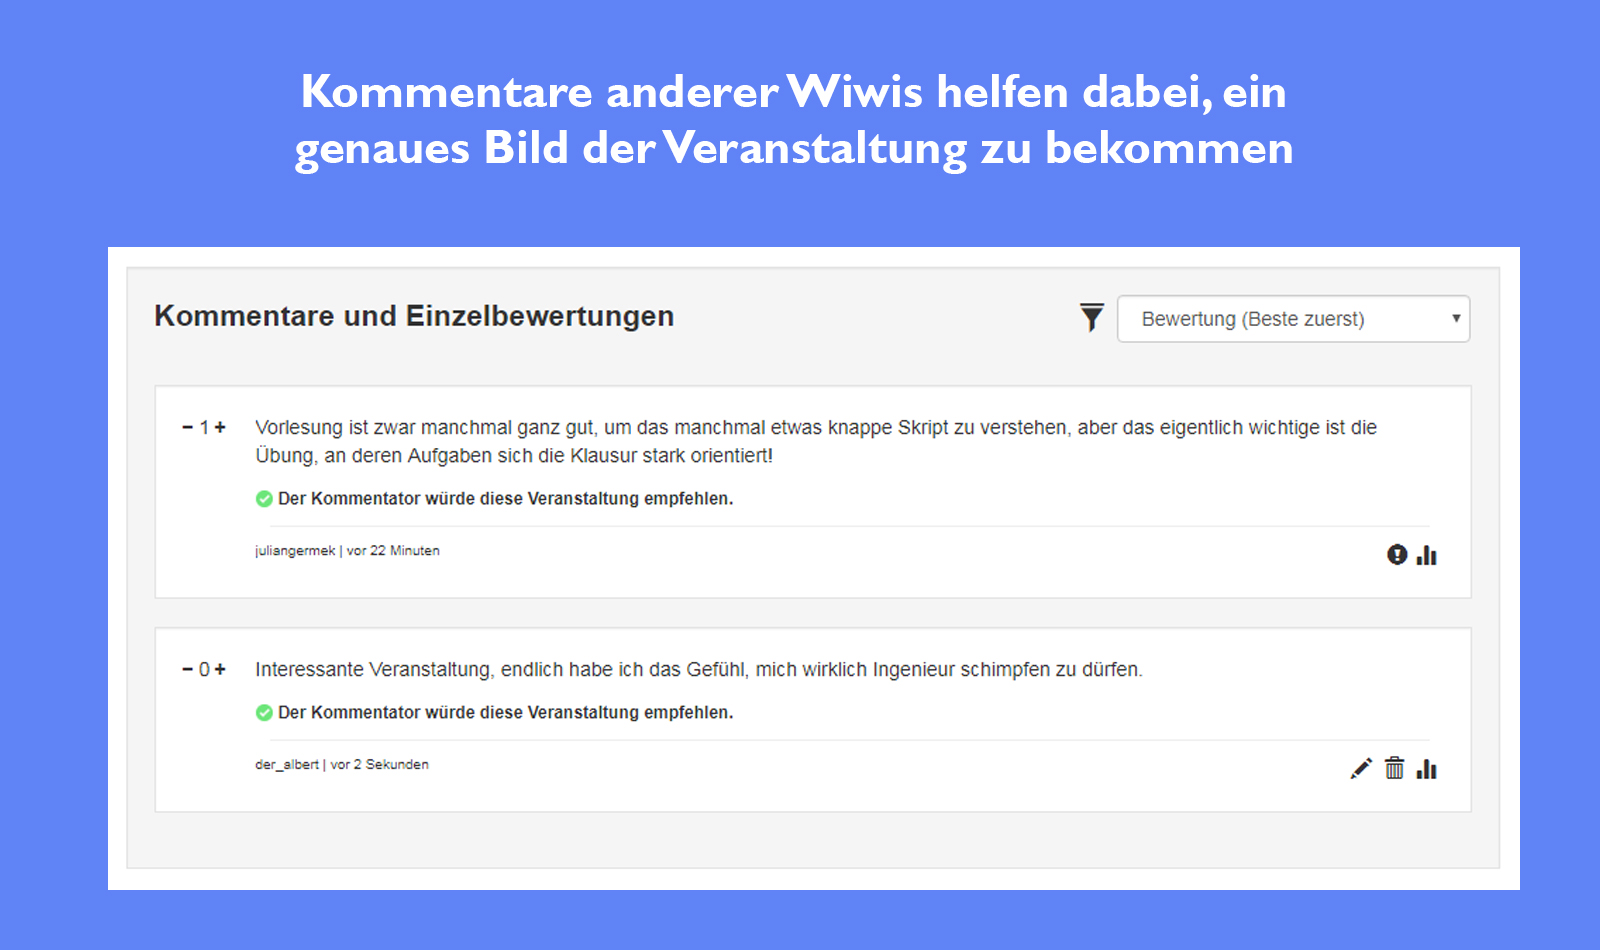 Kommentare anderer Wiwis helfen dabei, ein
genaues Bild der Veranstaltung zu bekommen
Kommentare und Einzelbewertungen
Bewertung (Beste zuerst)
- 1 + Vorlesung ist zwar manchmal ganz gut, um das manchmal etwas knappe Skript zu verstehen, aber das eigentlich wichtige ist die
Übung, an deren Aufgaben sich die Klausur stark orientiert!
Der Kommentator würde diese Veranstaltung empfehlen.
juliangermek | vor 22 Minuten
- 0 + Interessante Veranstaltung, endlich habe ich das Gefühl, mich wirklich Ingenieur schimpfen zu dürfen.
Der Kommentator würde diese Veranstaltung empfehlen.
der_albert | vor 2 Sekunden